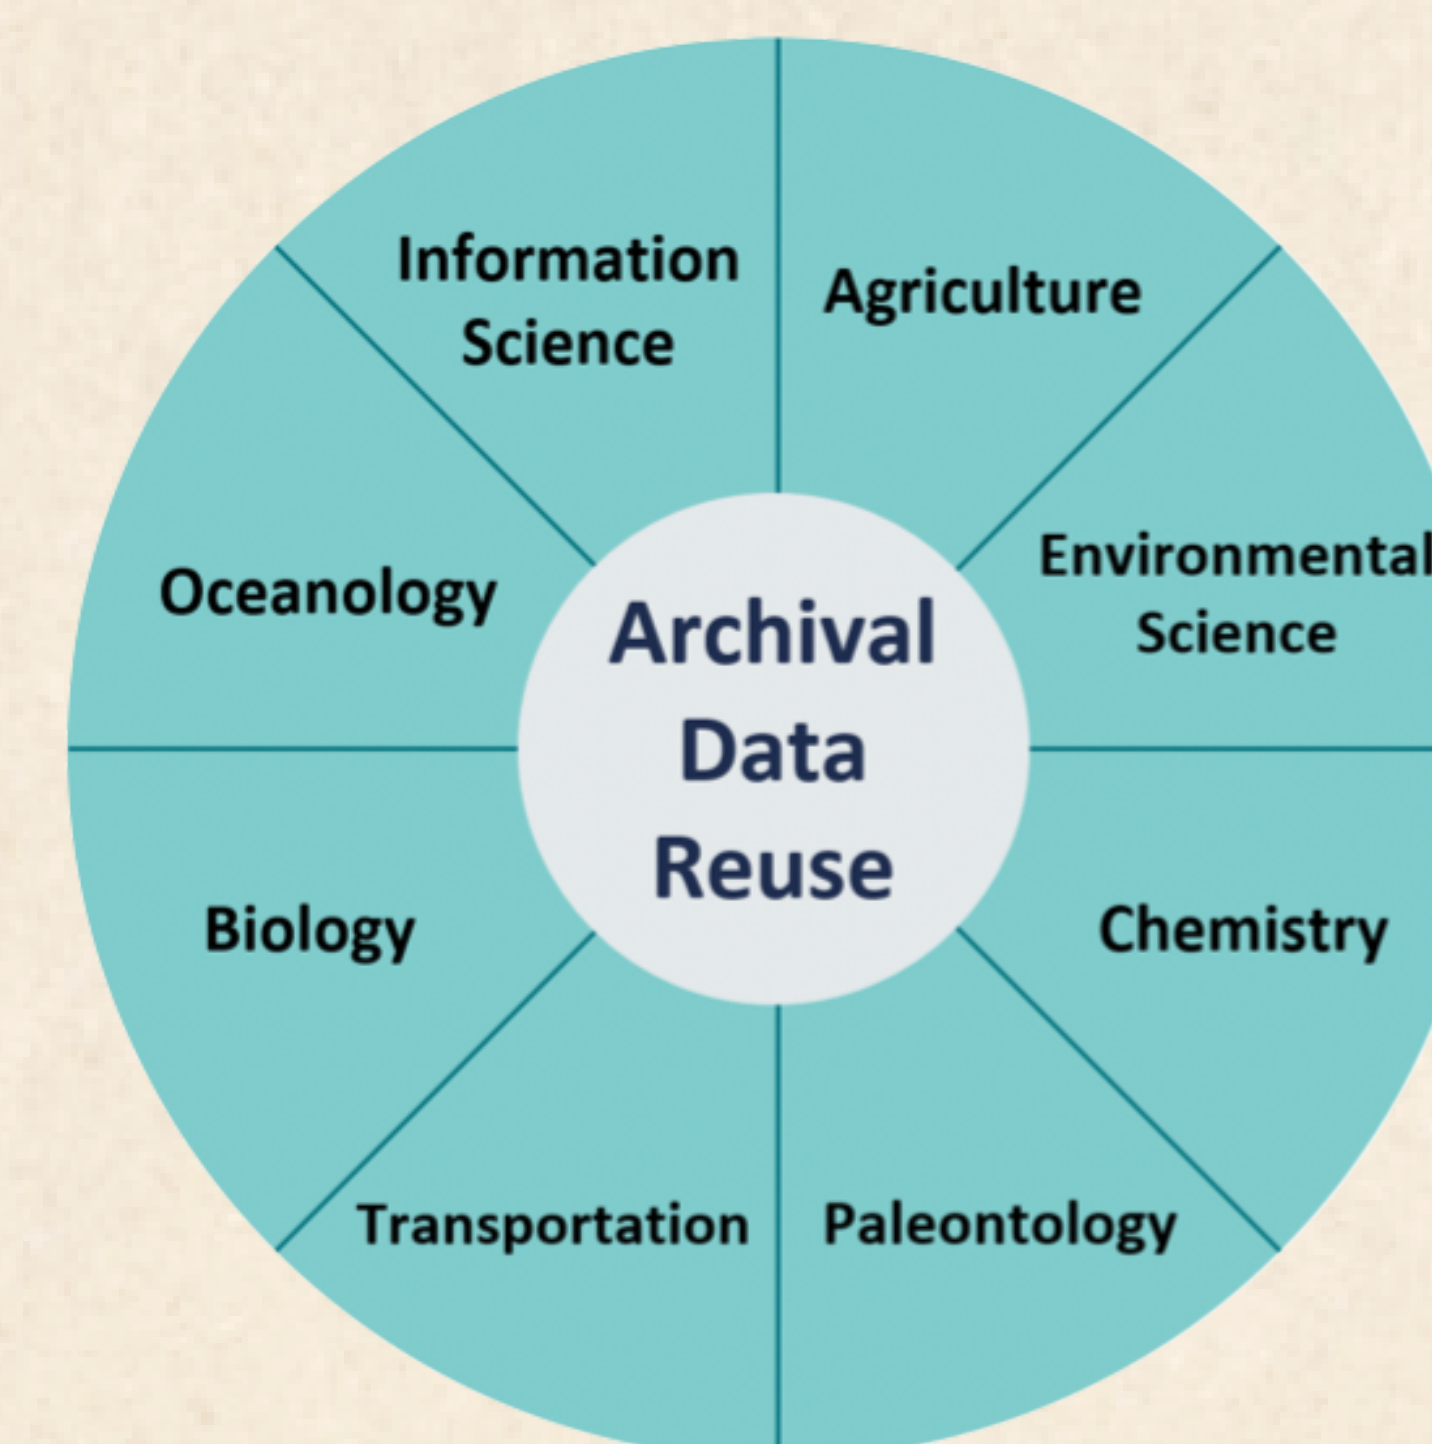 Information
Science
Agriculture
Oceanology
Environmental
Science
Archival
Data
Reuse
Biology
Chemistry
Transportation
Paleontology